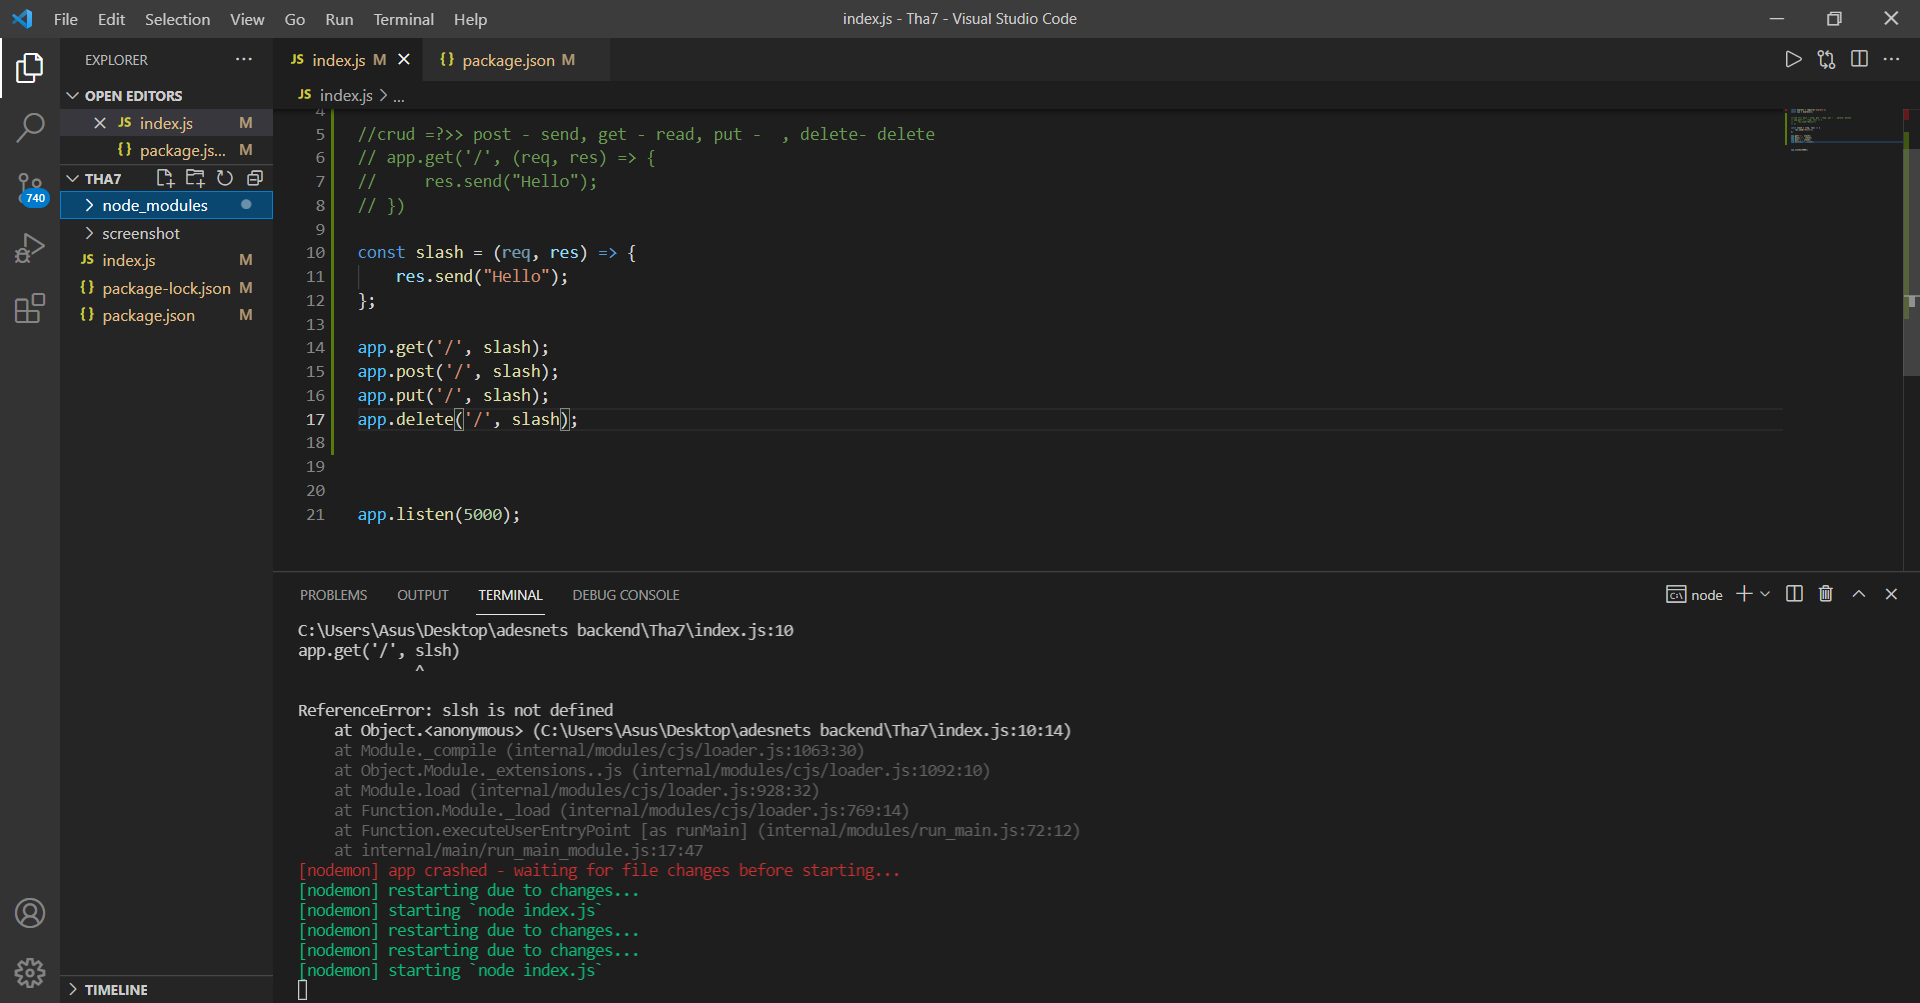 File Edit Selection View Go Run Terminal Help
index.js - Tha7 - Visual Studio Code
EXPLORER ...
OPEN EDITORS
JS index.js M
{} package.js... M
THA7
node_modules
screenshot
JS index.js M
{} package-lock.json M
{} package.json M
TIMELINE
740
JS index.js M
{} package.json M
JS index.js > ...
4
5 //crud =?>> post - send, get - read, put -  , delete- delete
6 // app.get('/', (req, res) => {
7 //     res.send("Hello");
8 // })
9
10 const slash = (req, res) => {
11     res.send("Hello");
12 };
13
14 app.get('/', slash);
15 app.post('/', slash);
16 app.put('/', slash);
17 app.delete('/', slash);
18
19
20
21 app.listen(5000);
PROBLEMS OUTPUT TERMINAL DEBUG CONSOLE
node
C:\Users\Asus\Desktop\adesnets backend\Tha7\index.js:10
app.get('/', slsh)
             ^
ReferenceError: slsh is not defined
    at Object.<anonymous> (C:\Users\Asus\Desktop\adesnets backend\Tha7\index.js:10:14)
    at Module._compile (internal/modules/cjs/loader.js:1063:30)
    at Object.Module._extensions..js (internal/modules/cjs/loader.js:1092:10)
    at Module.load (internal/modules/cjs/loader.js:928:32)
    at Function.Module._load (internal/modules/cjs/loader.js:769:14)
    at Function.executeUserEntryPoint [as runMain] (internal/modules/run_main.js:72:12)
    at internal/main/run_main_module.js:17:47
[nodemon] app crashed - waiting for file changes before starting...
[nodemon] restarting due to changes...
[nodemon] starting `node index.js`
[nodemon] restarting due to changes...
[nodemon] restarting due to changes...
[nodemon] starting `node index.js`